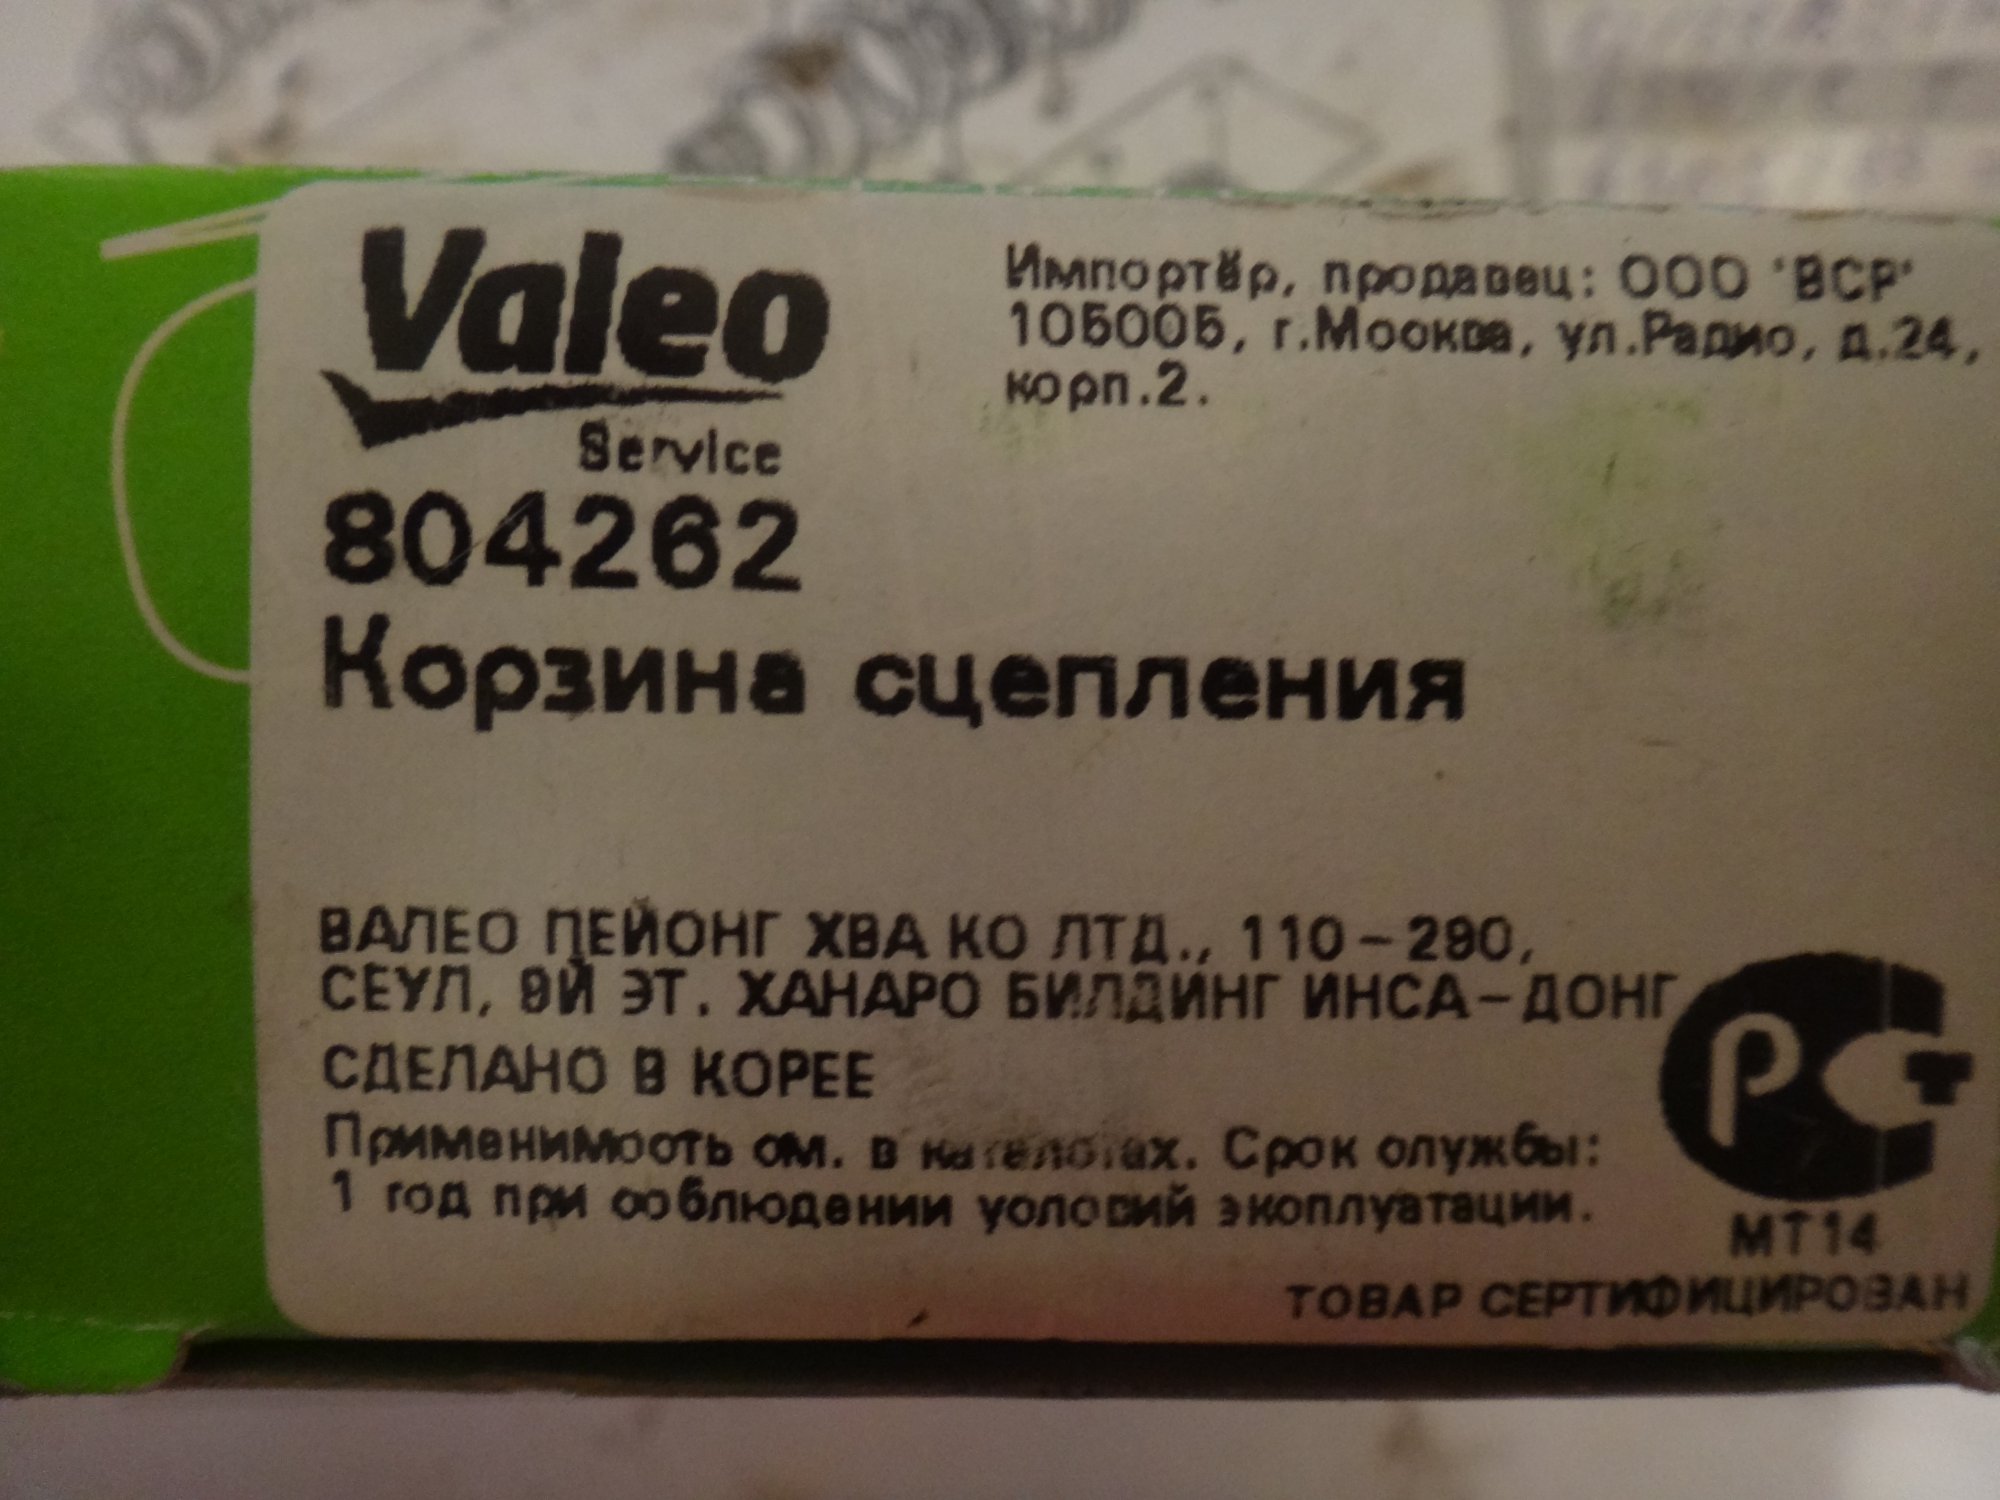 Valeo
Service
804262
Корзина сцепления
Импортёр, продавец: ООО "ВСР"
105005, г.Москва, ул.Радио, д.24,
корп.2.
ВАЛЕО ПЕЙОНГ ХВА КО ЛТД., 110-290,
СЕУЛ, 9Й ЭТ. ХАНАРО БИЛДИНГ ИНСА-ДОНГ
СДЕЛАНО В КОРЕЕ
Применимость см. в каталогах. Срок службы:
1 год при соблюдении условий эксплуатации.
РСТ
МТ14
ТОВАР СЕРТИФИЦИРОВАН